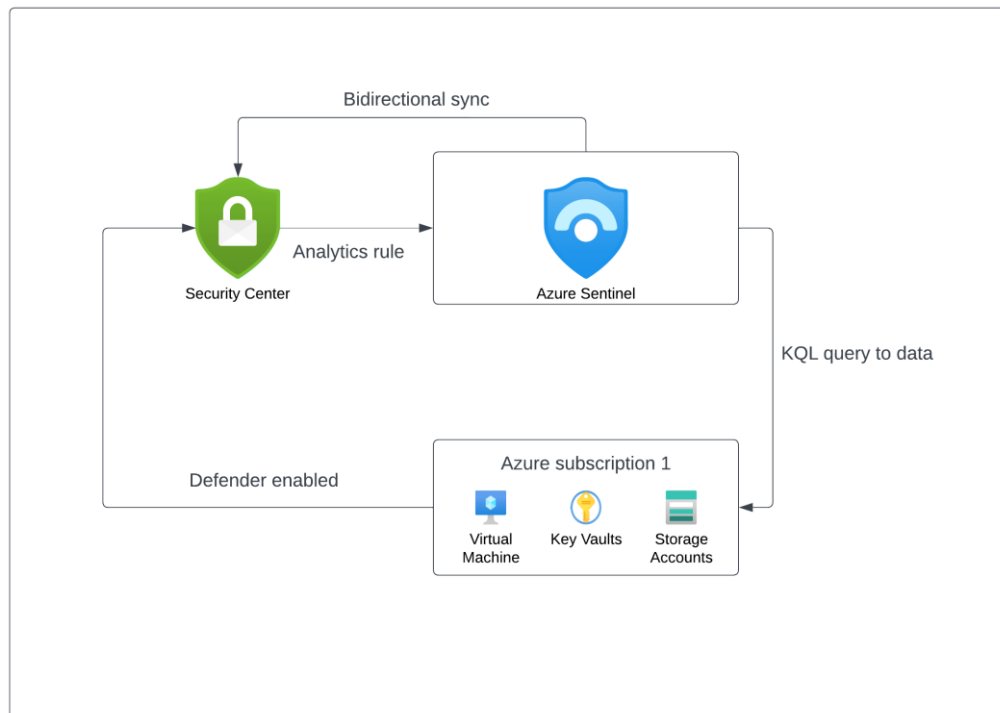 Bidirectional sync
Analytics rule
Security Center
Azure Sentinel
KQL query to data
Azure subscription 1
Defender enabled
Virtual
Machine
Key Vaults
Storage
Accounts